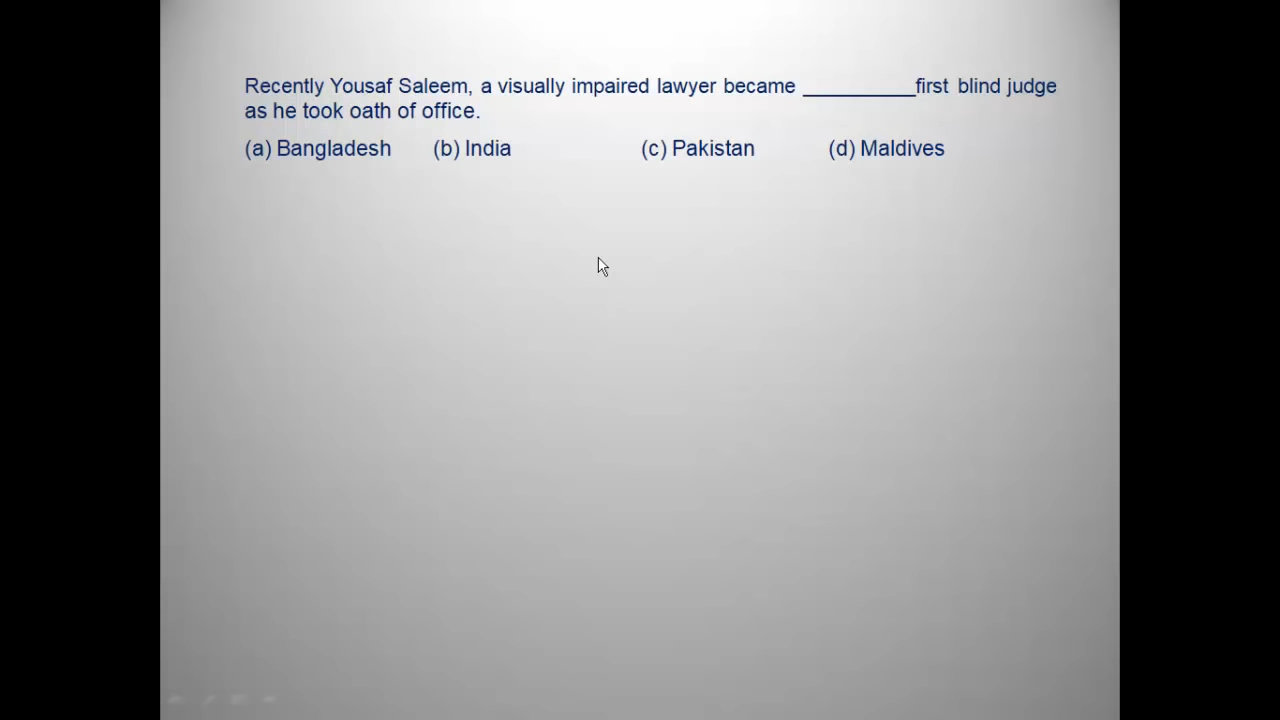 Recently Yousaf Saleem, a visually impaired lawyer became __________first blind judge
as he took oath of office.
(a) Bangladesh (b) India (c) Pakistan (d) Maldives